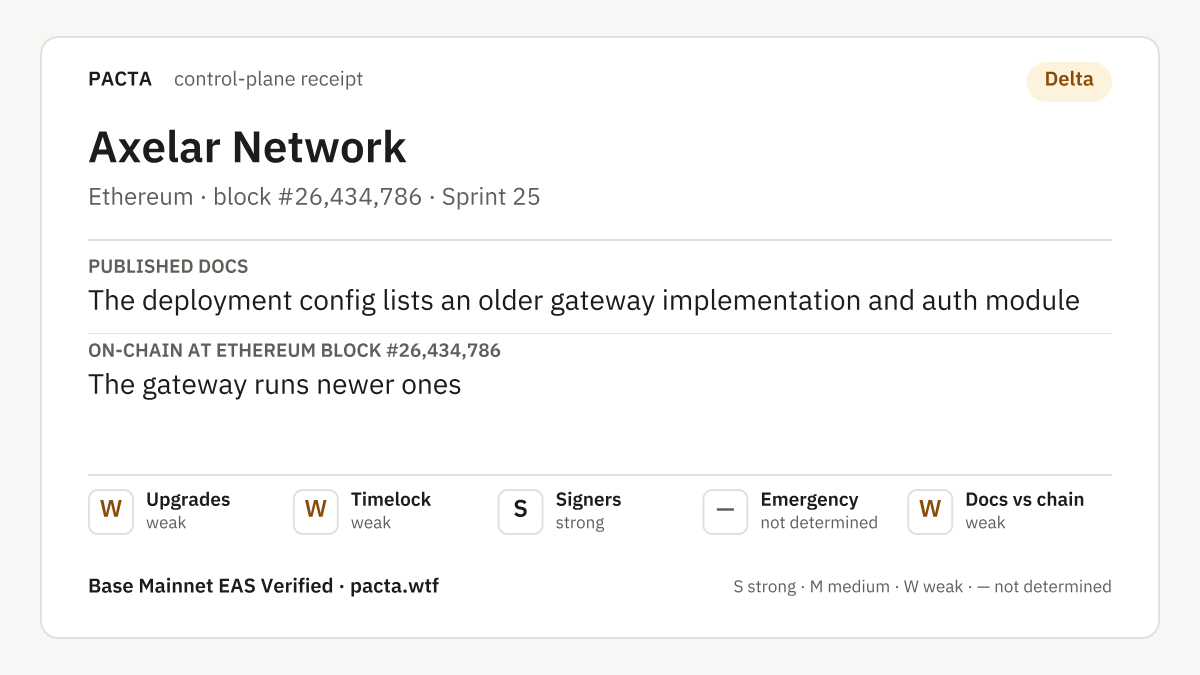 PACTA control-plane receipt
Delta
Axelar Network
Ethereum · block #26,434,786 · Sprint 25
PUBLISHED DOCS
The deployment config lists an older gateway implementation and auth module
ON-CHAIN AT ETHEREUM BLOCK #26,434,786
The gateway runs newer ones
W Upgrades
weak
W Timelock
weak
S Signers
strong
— Emergency
not determined
W Docs vs chain
weak
Base Mainnet EAS Verified · pacta.wtf
S strong · M medium · W weak · — not determined